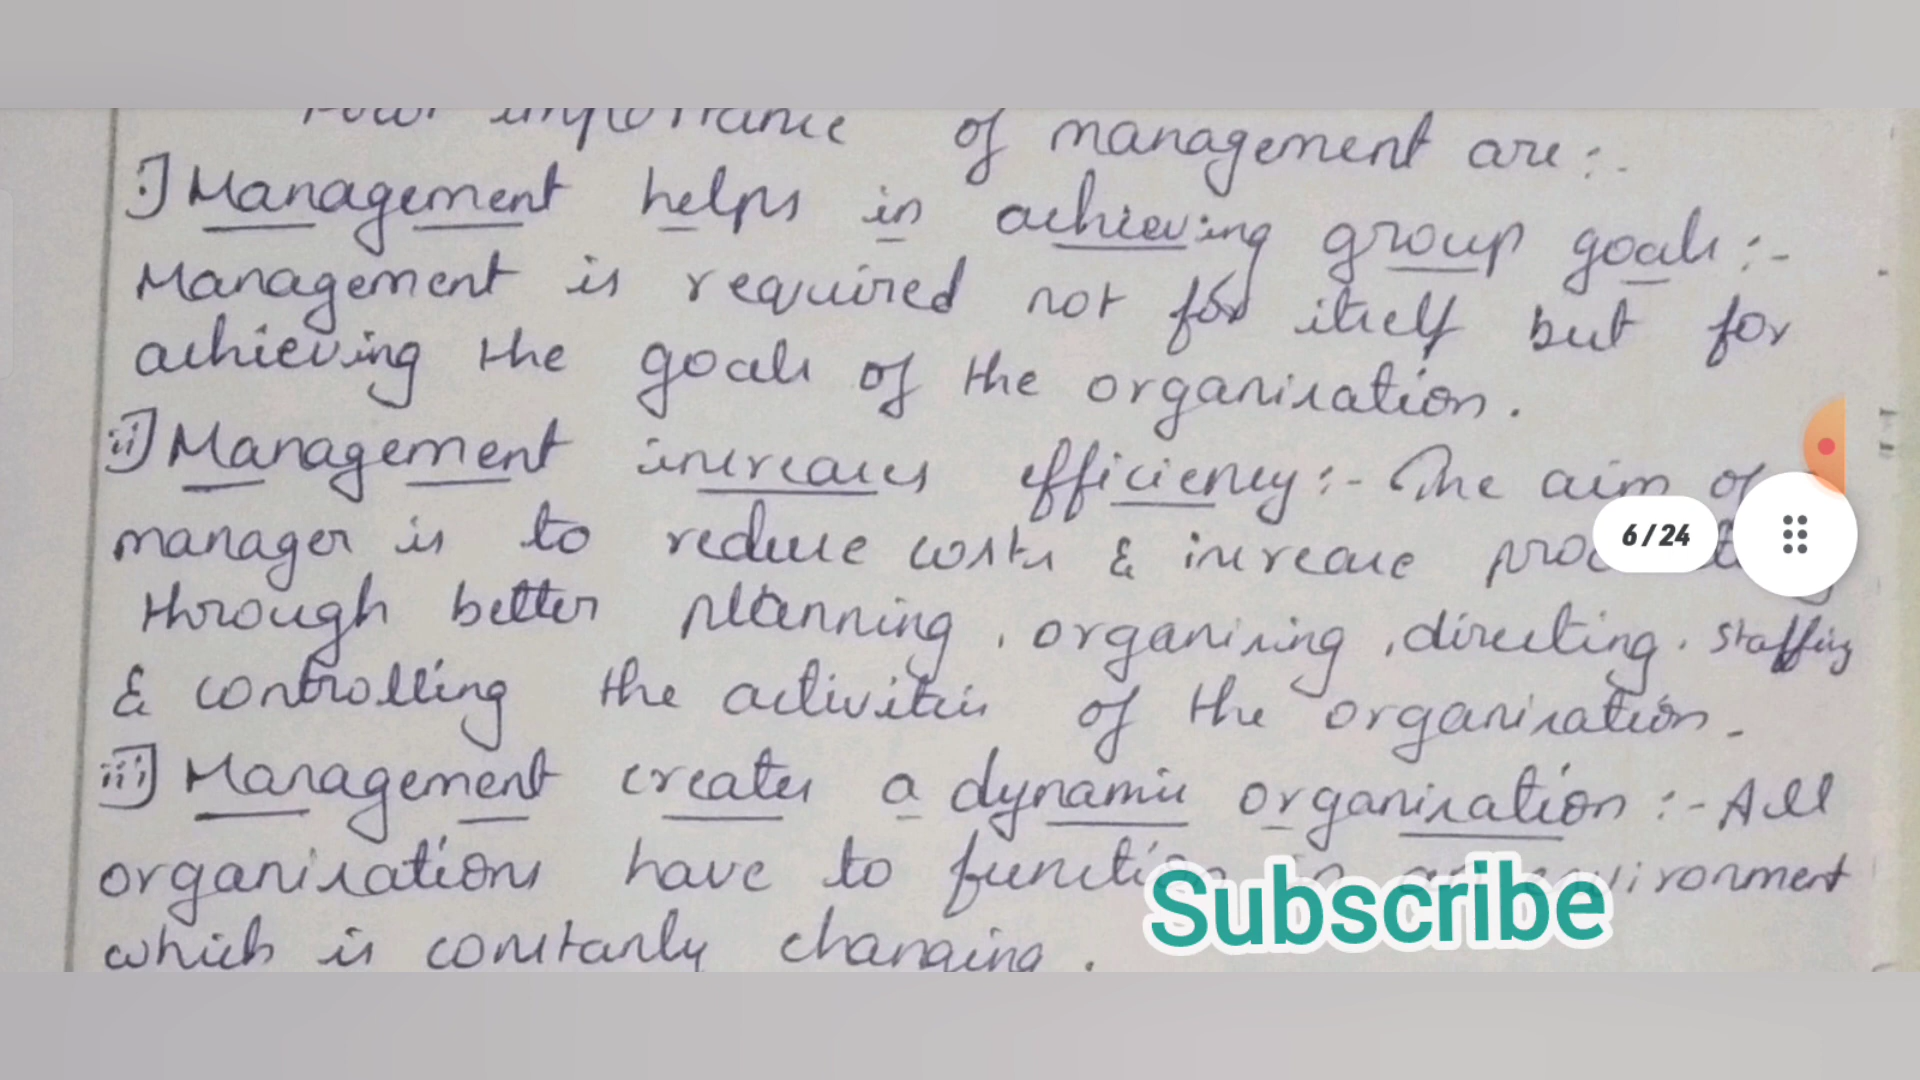 importance of management are:-
i] Management helps in achieving group goals:-
Management is required not for itself but for
achieving the goals of the organisation.
ii] Management increases efficiency:- The aim of
manager is to reduce costs & increase
6/24
through better planning, organising, directing, staffing
& controlling the activities of the organisation.
iii] Management creates a dynamic organisation:- All
organisations have to function in an environment
Subscribe
which is constantly changing.